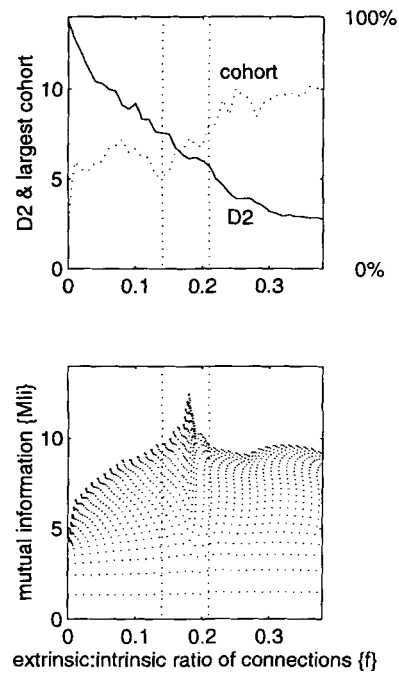 100%
10
cohort
D2 & largest cohort
5
D2
0
0%
0 0.1 0.2 0.3
10
mutual information {MIi}
5
0
0 0.1 0.2 0.3
extrinsic:intrinsic ratio of connections {f}